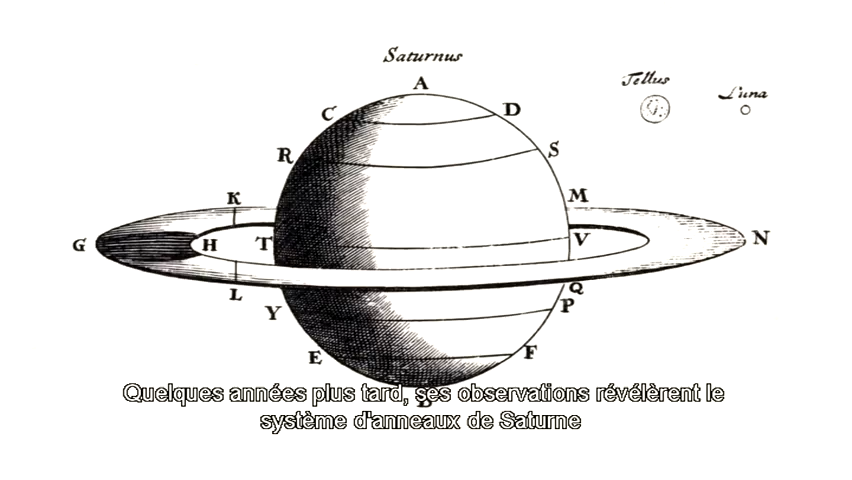 Saturnus
A
Tellus
Luna
C
D
R
S
K
M
G
H
T
V
N
L
Q
Y
P
E
F
B
Quelques années plus tard, ses observations révélèrent le
système d'anneaux de Saturne